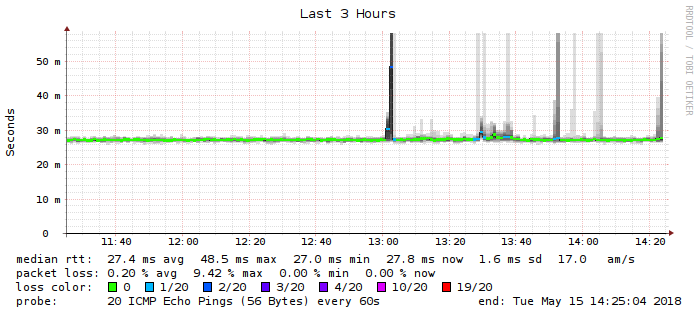 Last 3 Hours
RRDTOOL / TOBI OETIKER
Seconds
50 m
40 m
30 m
20 m
10 m
0
11:40 12:00 12:20 12:40 13:00 13:20 13:40 14:00 14:20
median rtt: 27.4 ms avg 48.5 ms max 27.0 ms min 27.8 ms now 1.6 ms sd 17.0 am/s
packet loss: 0.20 % avg 9.42 % max 0.00 % min 0.00 % now
loss color: 0 1/20 2/20 3/20 4/20 10/20 19/20
probe: 20 ICMP Echo Pings (56 Bytes) every 60s end: Tue May 15 14:25:04 2018